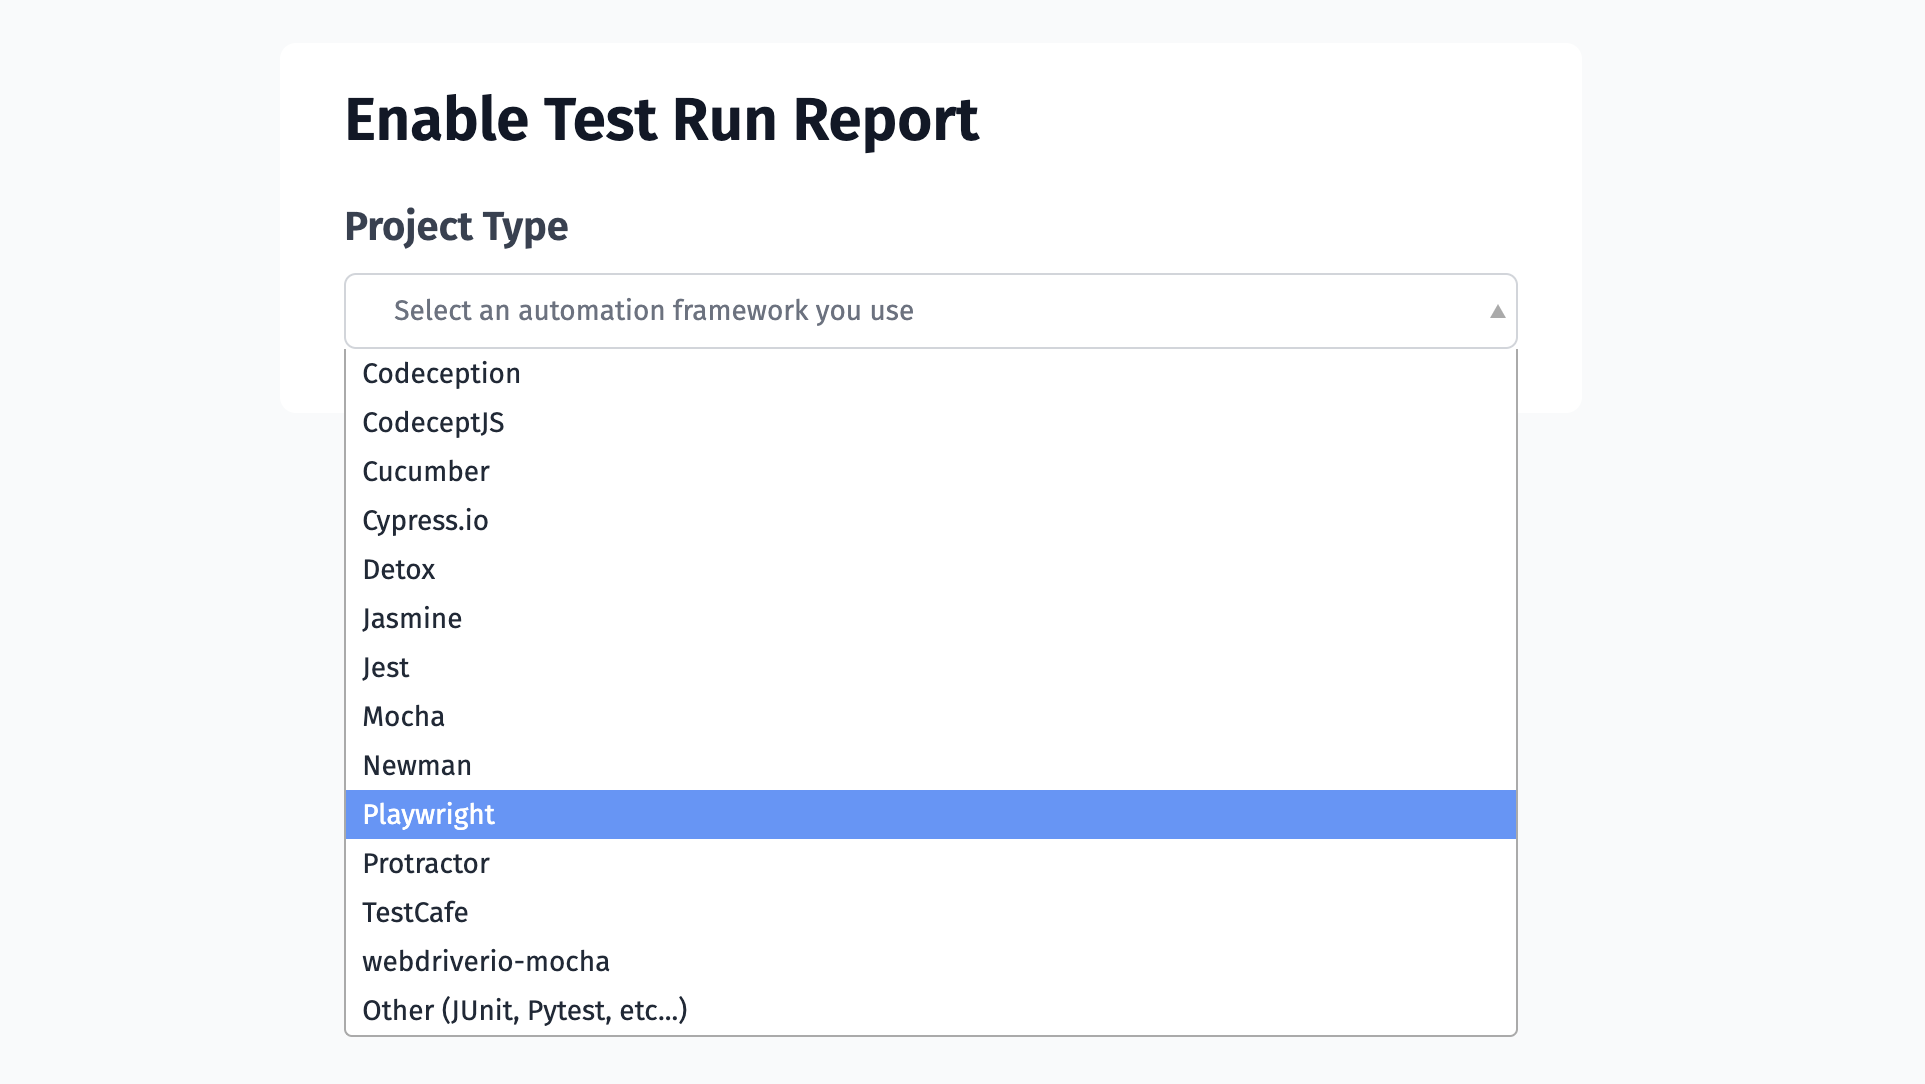 Enable Test Run Report
Project Type
Select an automation framework you use
Codeception
CodeceptJS
Cucumber
Cypress.io
Detox
Jasmine
Jest
Mocha
Newman
Playwright
Protractor
TestCafe
webdriverio-mocha
Other (JUnit, Pytest, etc...)